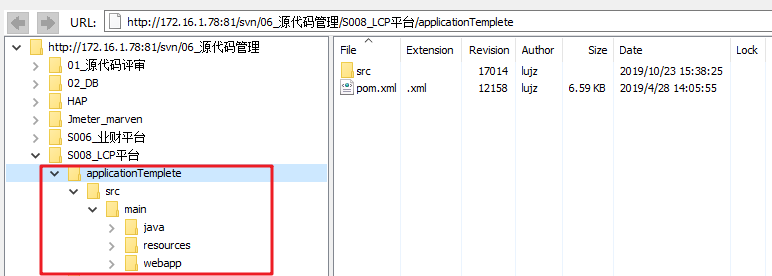 URL: http://172.16.1.78:81/svn/06_源代码管理/S008_LCP平台/applicationTemplete
http://172.16.1.78:81/svn/06_源代码管理
01_源代码评审
02_DB
HAP
Jmeter_marven
S006_业财平台
S008_LCP平台
applicationTemplete
src
main
java
resources
webapp
File Extension Revision Author Size Date Lock
src 17014 lujz 2019/10/23 15:38:25
pom.xml .xml 12158 lujz 6.59 KB 2019/4/28 14:05:55